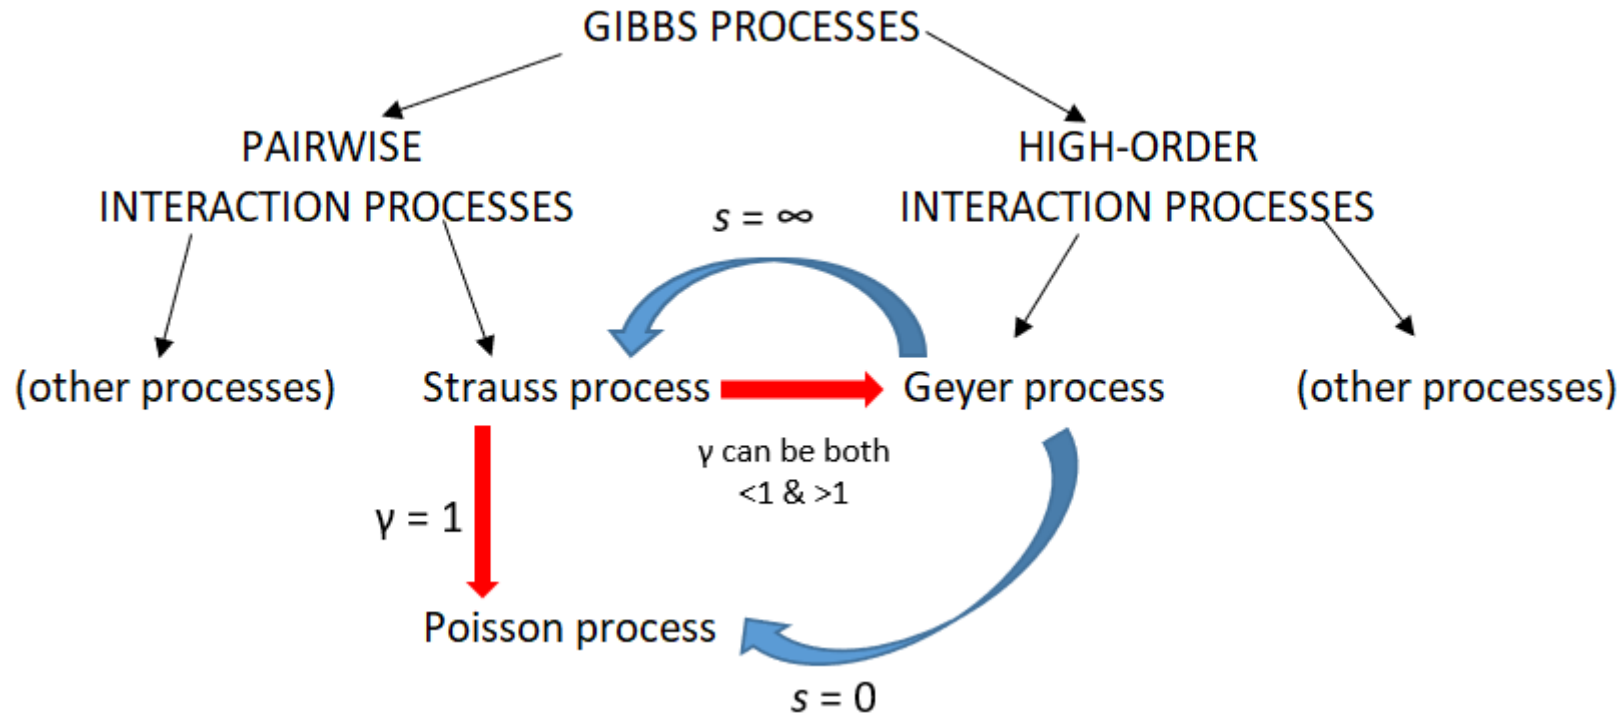 GIBBS PROCESSES
PAIRWISE
INTERACTION PROCESSES
HIGH-ORDER
INTERACTION PROCESSES
s = ∞
(other processes)
Strauss process
Geyer process
(other processes)
γ can be both
<1 & >1
γ = 1
Poisson process
s = 0